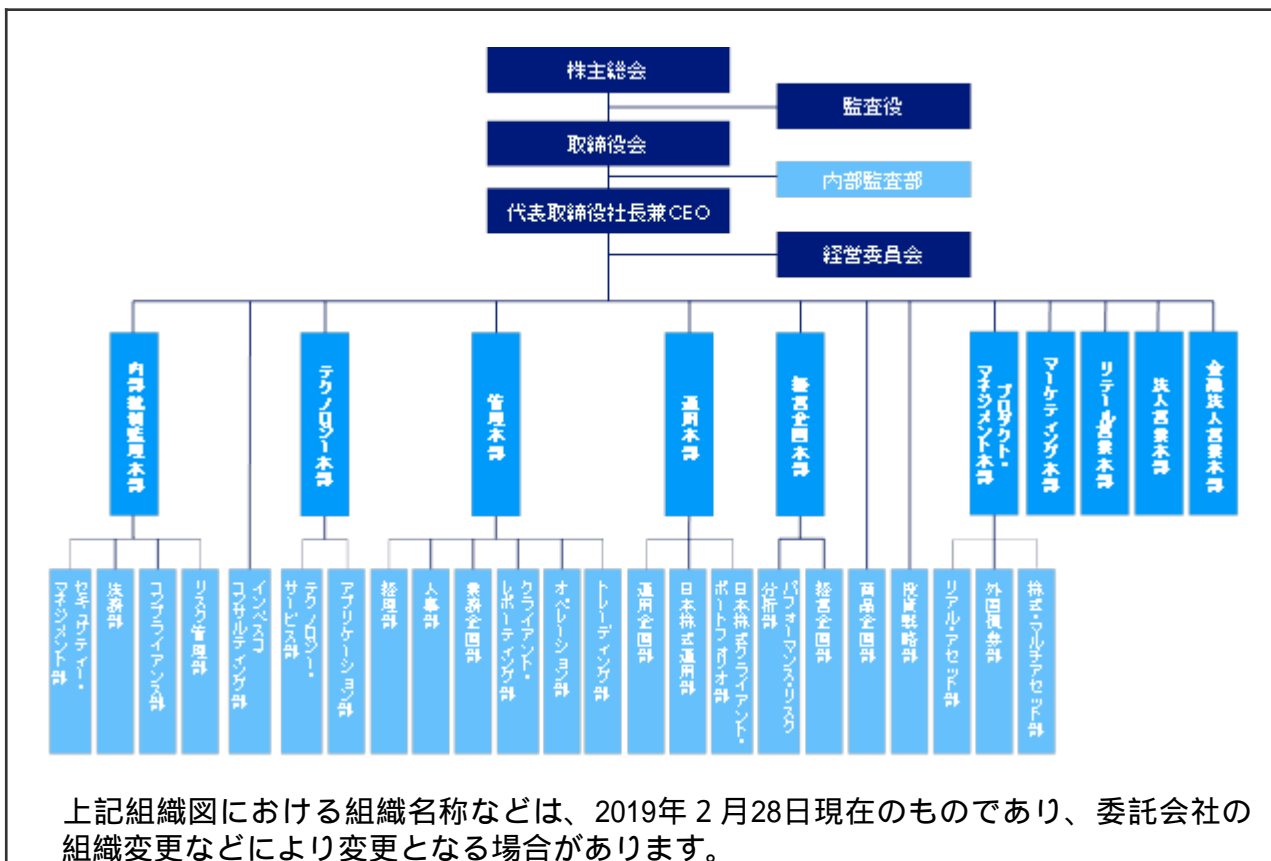 株主総会
監査役
取締役会
内部監査部
代表取締役社長兼CEO
経営委員会
内部統制監理本部
テクノロジー本部
管理本部
運用本部
経営企画本部
プロダクト・
マネジメント本部
マーケティング本部
リテール営業本部
法人営業本部
金融法人営業本部
セキュリティー・
マネジメント部
法務部
コンプライアンス部
リスク管理部
インベスコ
コンサルティング部
テクノロジー・
サービス部
アプリケーション部
経理部
人事部
業務企画部
クライアント・
レポーティング部
オペレーション部
トレーディング部
運用企画部
日本株式運用部
日本株式クライアント・
ポートフォリオ部
パフォーマンス・リスク
分析部
経営企画部
商品企画部
投資戦略部
リアル・アセット部
外国債券部
株式・マルチアセット部
上記組織図における組織名称などは、2019年2月28日現在のものであり、委託会社の
組織変更などにより変更となる場合があります。